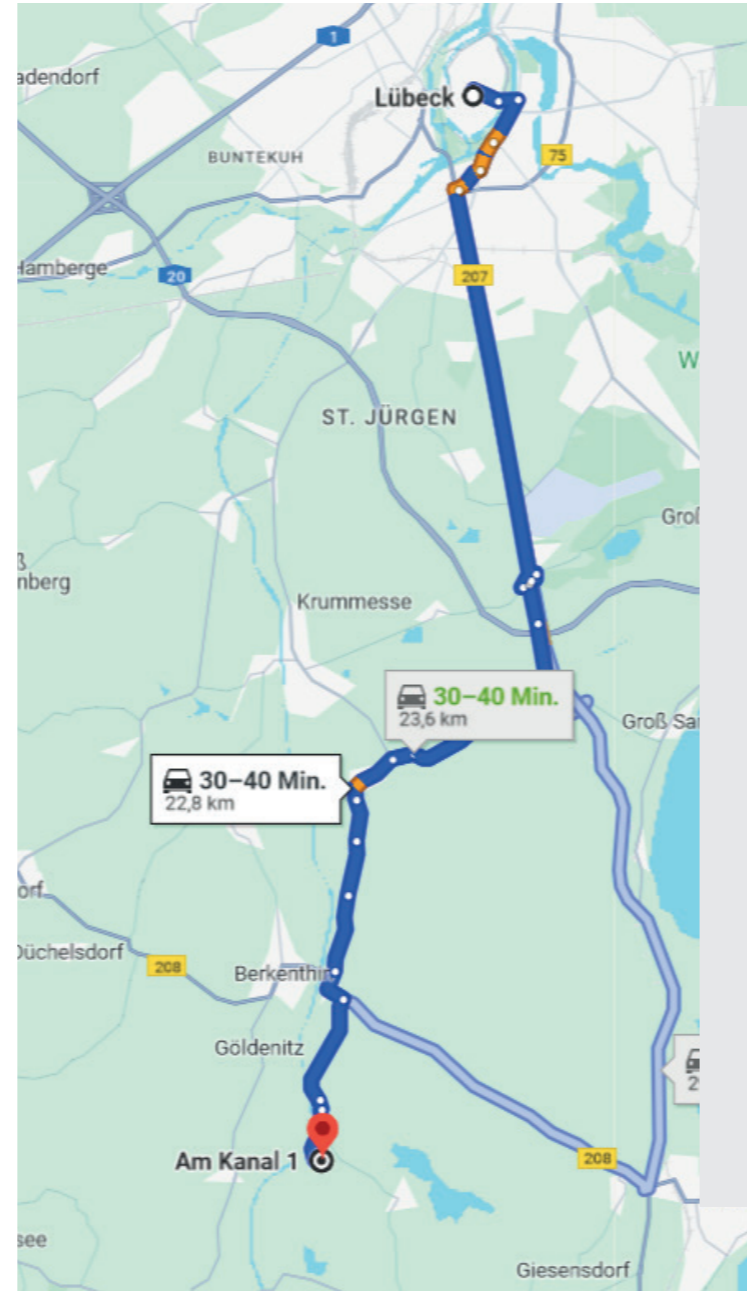 1
adendorf
Lübeck
BUNTEKUH
75
Hamberge
20
207
W
ST. JÜRGEN
Groß
nberg
Krummesse
30–40 Min.
23,6 km
Groß Sa
30–40 Min.
22,8 km
orf
Düchelsdorf
208
Berkenthin
Göldenitz
2
Am Kanal 1
208
see
Giesensdorf